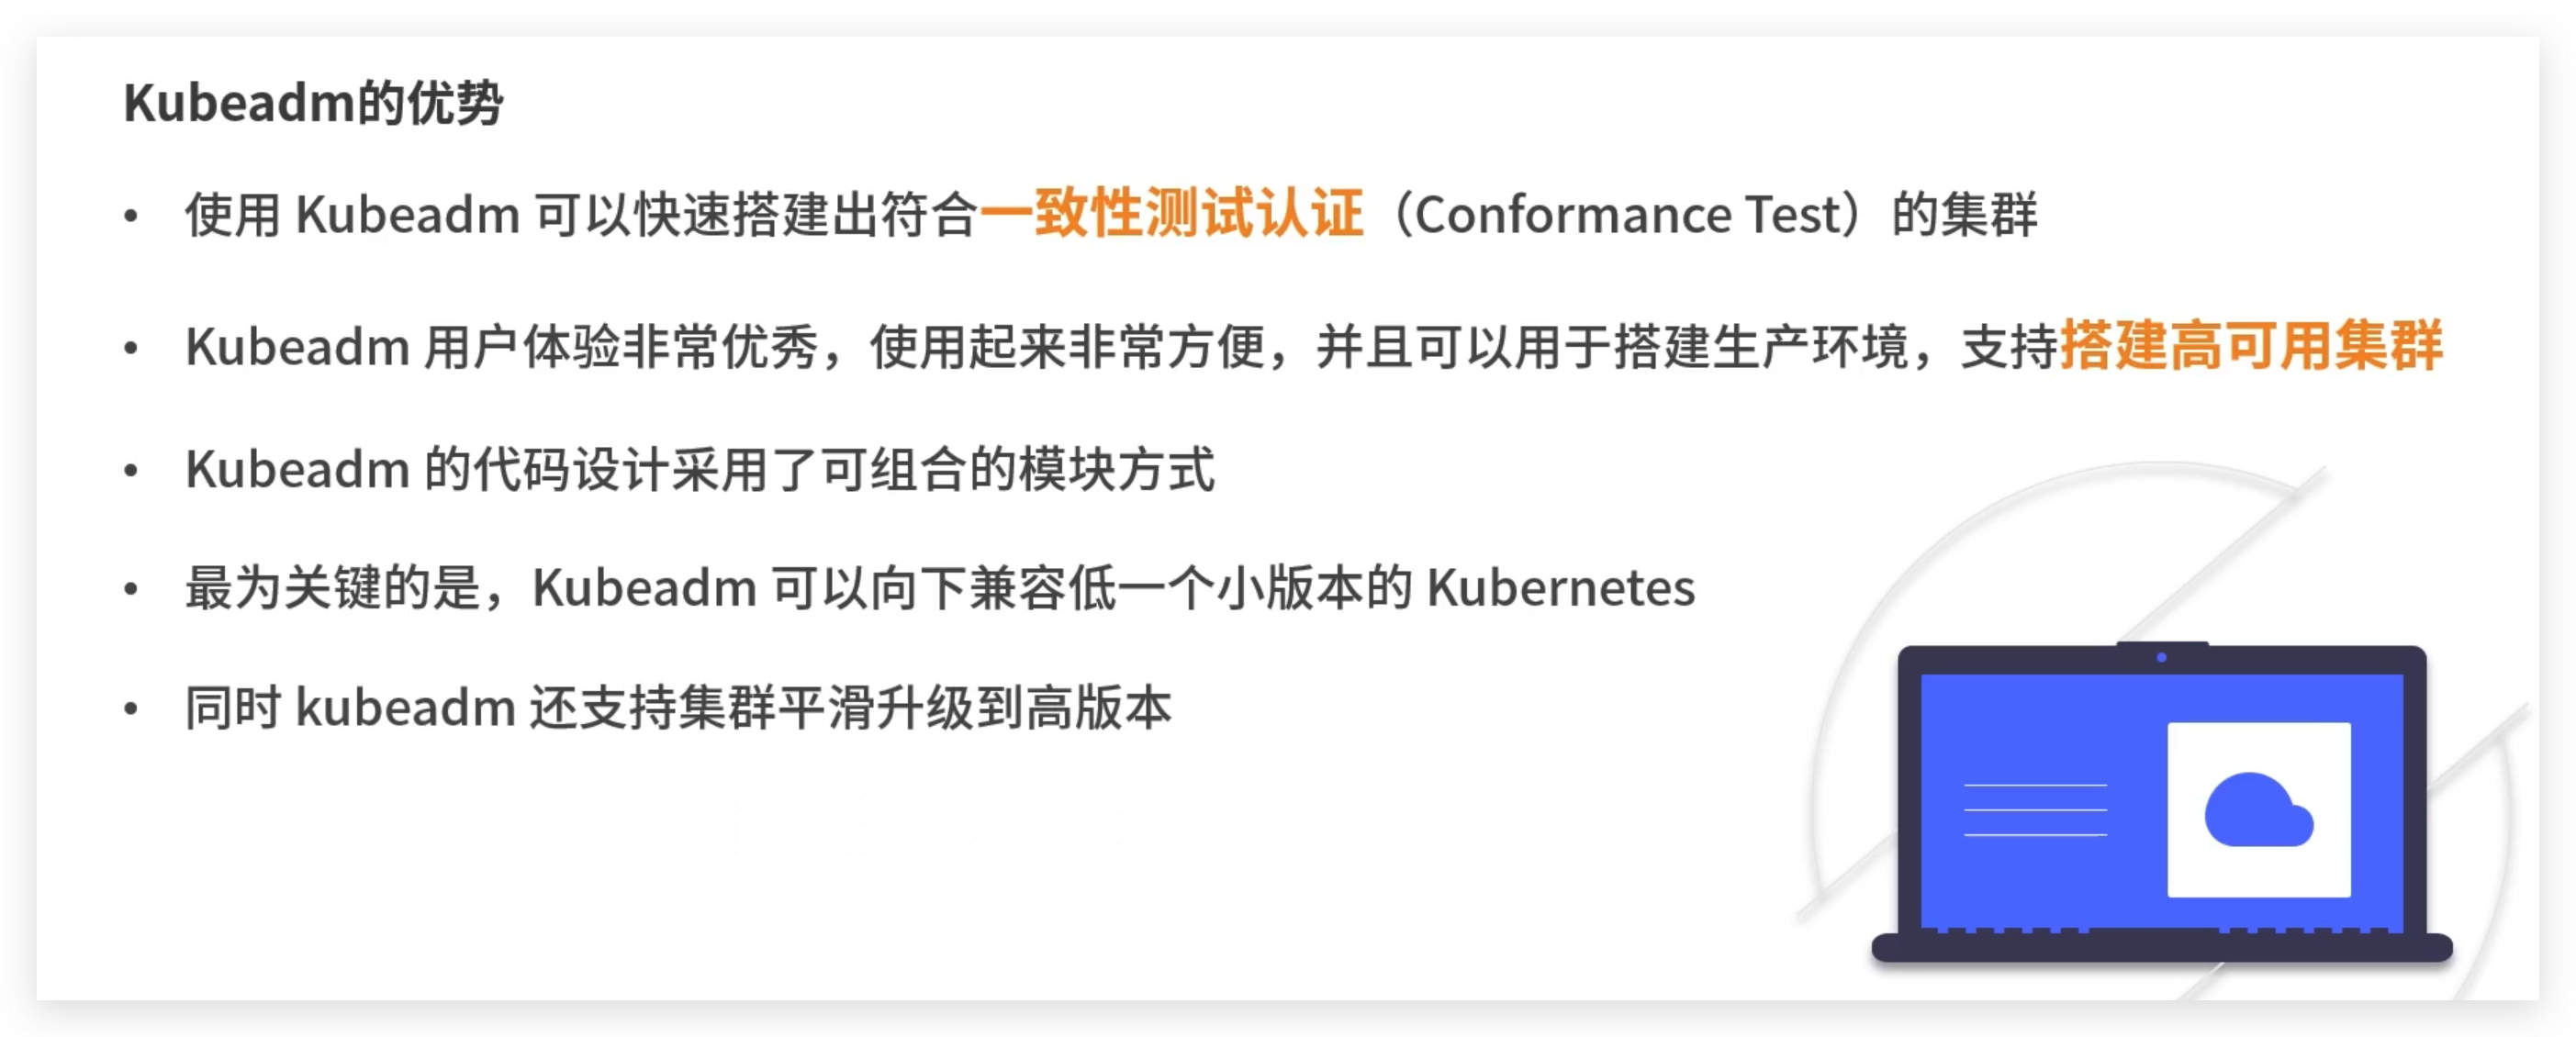 Kubeadm的优势
• 使用 Kubeadm 可以快速搭建出符合一致性测试认证（Conformance Test）的集群
• Kubeadm 用户体验非常优秀，使用起来非常方便，并且可以用于搭建生产环境，支持搭建高可用集群
• Kubeadm 的代码设计采用了可组合的模块方式
• 最为关键的是，Kubeadm 可以向下兼容低一个小版本的 Kubernetes
• 同时 kubeadm 还支持集群平滑升级到高版本